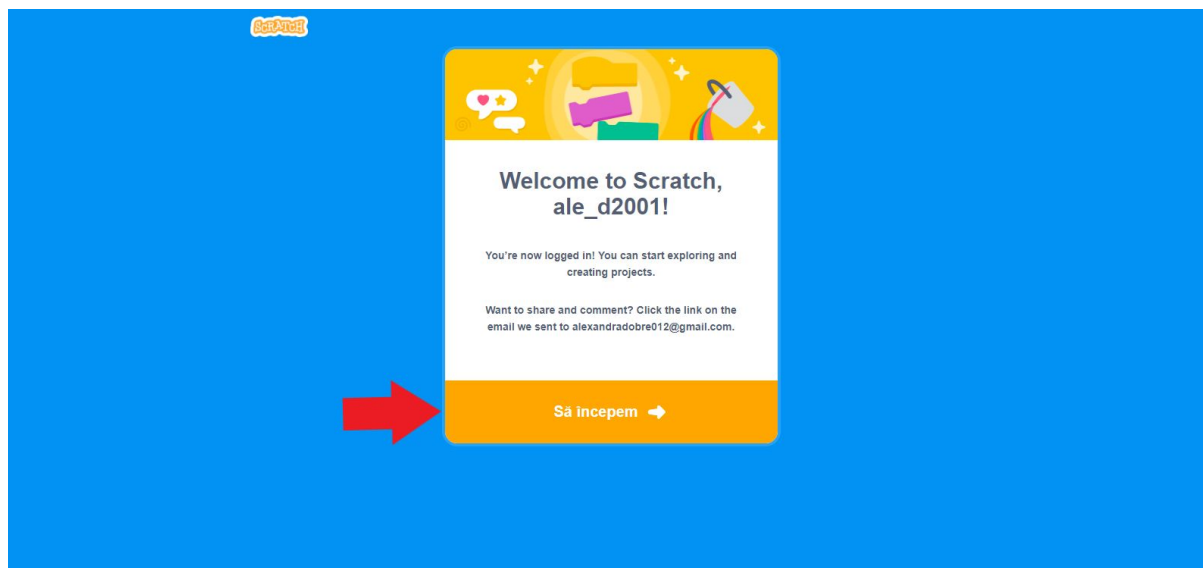 SCRATCH
Welcome to Scratch,
ale_d2001!
You're now logged in! You can start exploring and
creating projects.
Want to share and comment? Click the link on the
email we sent to alexandradobre012@gmail.com.
Să începem